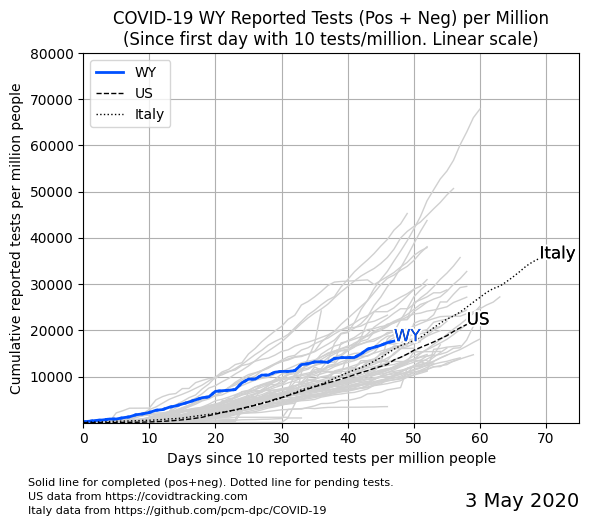 COVID-19 WY Reported Tests (Pos + Neg) per Million
(Since first day with 10 tests/million. Linear scale)
Cumulative reported tests per million people
80000
70000
60000
50000
40000
30000
20000
10000
WY
US
Italy
Italy
US
WY
0 10 20 30 40 50 60 70
Days since 10 reported tests per million people
Solid line for completed (pos+neg). Dotted line for pending tests.
US data from https://covidtracking.com
Italy data from https://github.com/pcm-dpc/COVID-19
3 May 2020